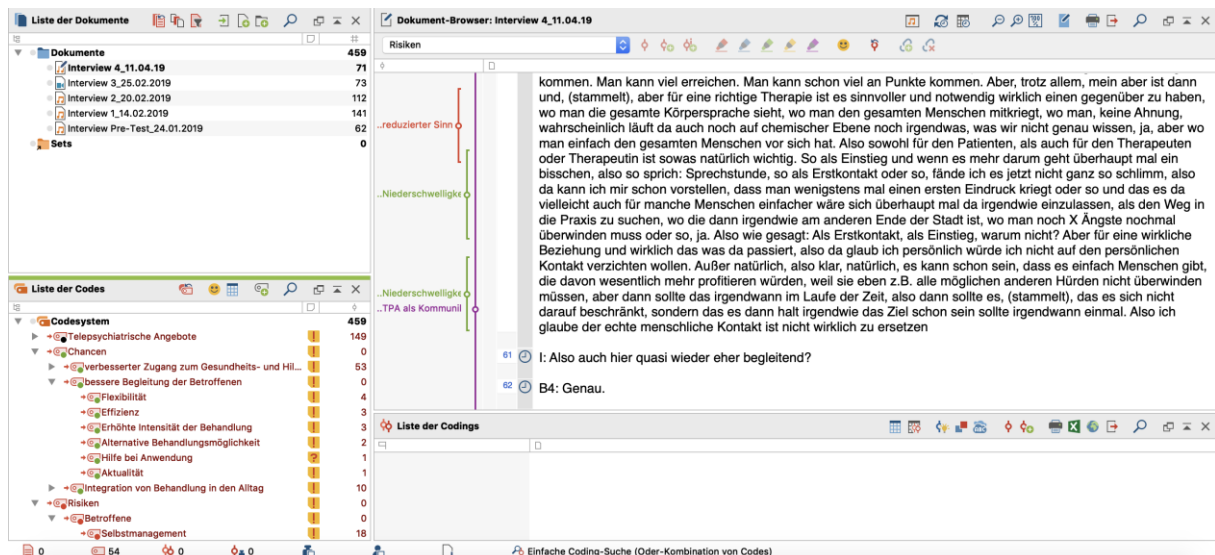 Liste der Dokumente
Dokumente 459
Interview 4_11.04.19 71
Interview 3_25.02.2019 73
Interview 2_20.02.2019 112
Interview 1_14.02.2019 141
Interview Pre-Test_24.01.2019 62
Sets 0
Liste der Codes
Codesystem 459
Telepsychiatrische Angebote 149
Chancen 0
verbesserter Zugang zum Gesundheits- und Hil... 53
bessere Begleitung der Betroffenen 0
Flexibilität 4
Effizienz 3
Erhöhte Intensität der Behandlung 3
Alternative Behandlungsmöglichkeit 2
Hilfe bei Anwendung 1
Aktualität 1
Integration von Behandlung in den Alltag 10
Risiken 0
Betroffene 0
Selbstmanagement 18
Dokument-Browser: Interview 4_11.04.19
Risiken
..reduzierter Sinn
..Niederschwelligke
..Niederschwelligke
..TPA als Kommunil
kommen. Man kann viel erreichen. Man kann schon viel an Punkte kommen. Aber, trotz allem, mein aber ist dann
und, (stammelt), aber für eine richtige Therapie ist es sinnvoller und notwendig wirklich einen gegenüber zu haben,
wo man die gesamte Körpersprache sieht, wo man den gesamten Menschen mitkriegt, wo man, keine Ahnung,
wahrscheinlich läuft da auch noch auf chemischer Ebene noch irgendwas, was wir nicht genau wissen, ja, aber wo
man einfach den gesamten Menschen vor sich hat. Also sowohl für den Patienten, als auch für den Therapeuten
oder Therapeutin ist sowas natürlich wichtig. So als Einstieg und wenn es mehr darum geht überhaupt mal ein
bisschen, also so sprich: Sprechstunde, so als Erstkontakt oder so, fände ich es jetzt nicht ganz so schlimm, also
da kann ich mir schon vorstellen, dass man wenigstens mal einen ersten Eindruck kriegt oder so und das es da
vielleicht auch für manche Menschen einfacher wäre sich überhaupt mal da irgendwie einzulassen, als den Weg in
die Praxis zu suchen, wo die dann irgendwie am anderen Ende der Stadt ist, wo man noch X Ängste nochmal
überwinden muss oder so, ja. Also wie gesagt: Als Erstkontakt, als Einstieg, warum nicht? Aber für eine wirkliche
Beziehung und wirklich das was da passiert, also da glaub ich persönlich würde ich nicht auf den persönlichen
Kontakt verzichten wollen. Außer natürlich, also klar, natürlich, es kann schon sein, dass es einfach Menschen gibt,
die davon wesentlich mehr profitieren würden, weil sie eben z.B. alle möglichen anderen Hürden nicht überwinden
müssen, aber dann sollte das irgendwann im Laufe der Zeit, also dann sollte es, (stammelt), das es sich nicht
darauf beschränkt, sondern das es dann halt irgendwie das Ziel schon sein sollte irgendwann einmal. Also ich
glaube der echte menschliche Kontakt ist nicht wirklich zu ersetzen
61 I: Also auch hier quasi wieder eher begleitend?
62 B4: Genau.
Liste der Codings
0 54 0 0 Einfache Coding-Suche (Oder-Kombination von Codes)